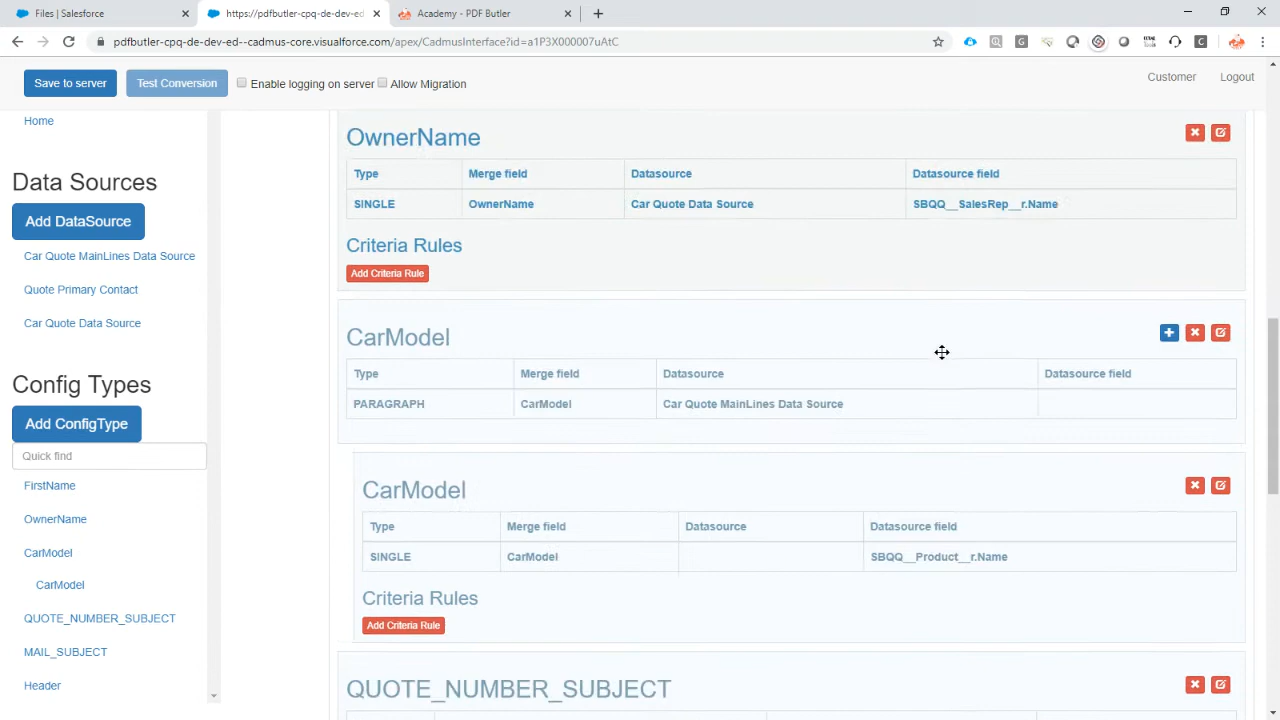 Files | Salesforce
https://pdfbutler-cpq-de-dev-ed
Academy - PDF Butler
pdfbutler-cpq-de-dev-ed--cadmus-core.visualforce.com/apex/CadmusInterface?id=a1P3X000007uAtC
Save to server
Test Conversion
Enable logging on server
Allow Migration
Customer
Logout
Home
Data Sources
Add DataSource
Car Quote MainLines Data Source
Quote Primary Contact
Car Quote Data Source
Config Types
Add ConfigType
Quick find
FirstName
OwnerName
CarModel
CarModel
QUOTE_NUMBER_SUBJECT
MAIL_SUBJECT
Header
OwnerName
Type Merge field Datasource Datasource field
SINGLE OwnerName Car Quote Data Source SBQQ__SalesRep__r.Name
Criteria Rules
Add Criteria Rule
CarModel
Type Merge field Datasource Datasource field
PARAGRAPH CarModel Car Quote MainLines Data Source
CarModel
Type Merge field Datasource Datasource field
SINGLE CarModel SBQQ__Product__r.Name
Criteria Rules
Add Criteria Rule
QUOTE_NUMBER_SUBJECT